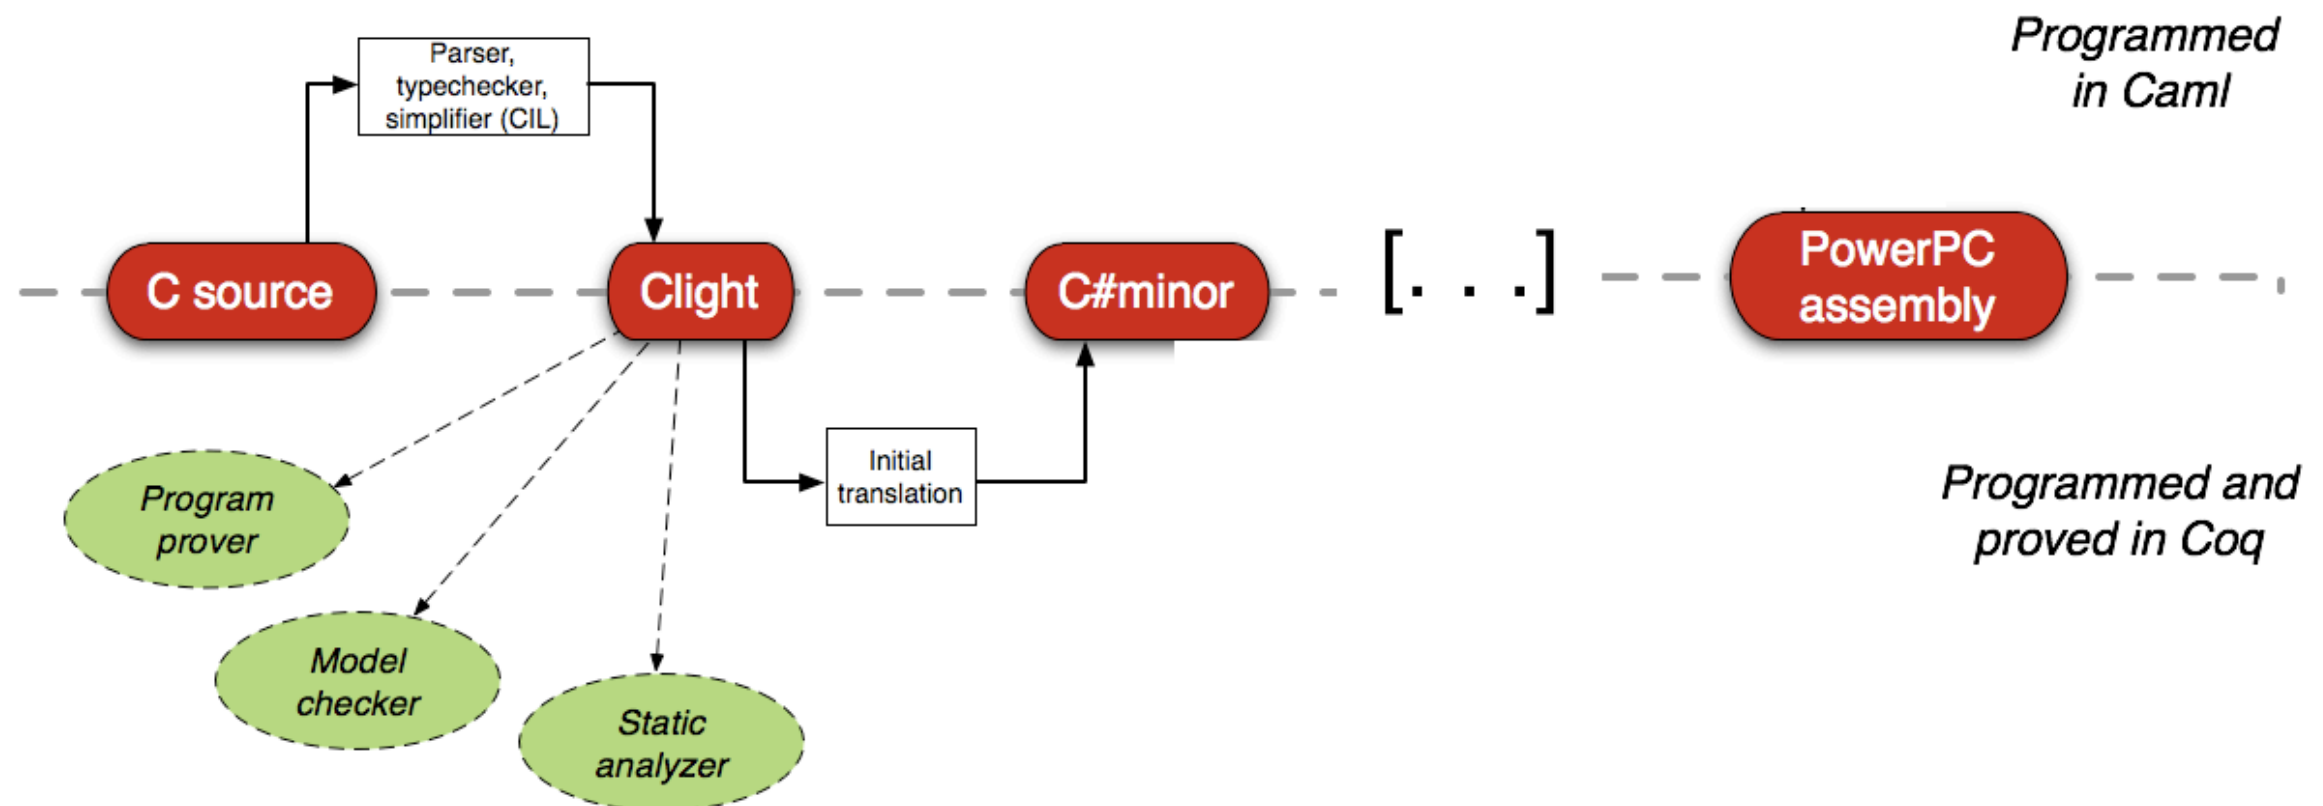 Programmed
in Caml
Parser,
typechecker,
simplifier (CIL)
C source
Clight
C#minor
[. . .]
PowerPC
assembly
Initial
translation
Programmed and
proved in Coq
Program
prover
Model
checker
Static
analyzer